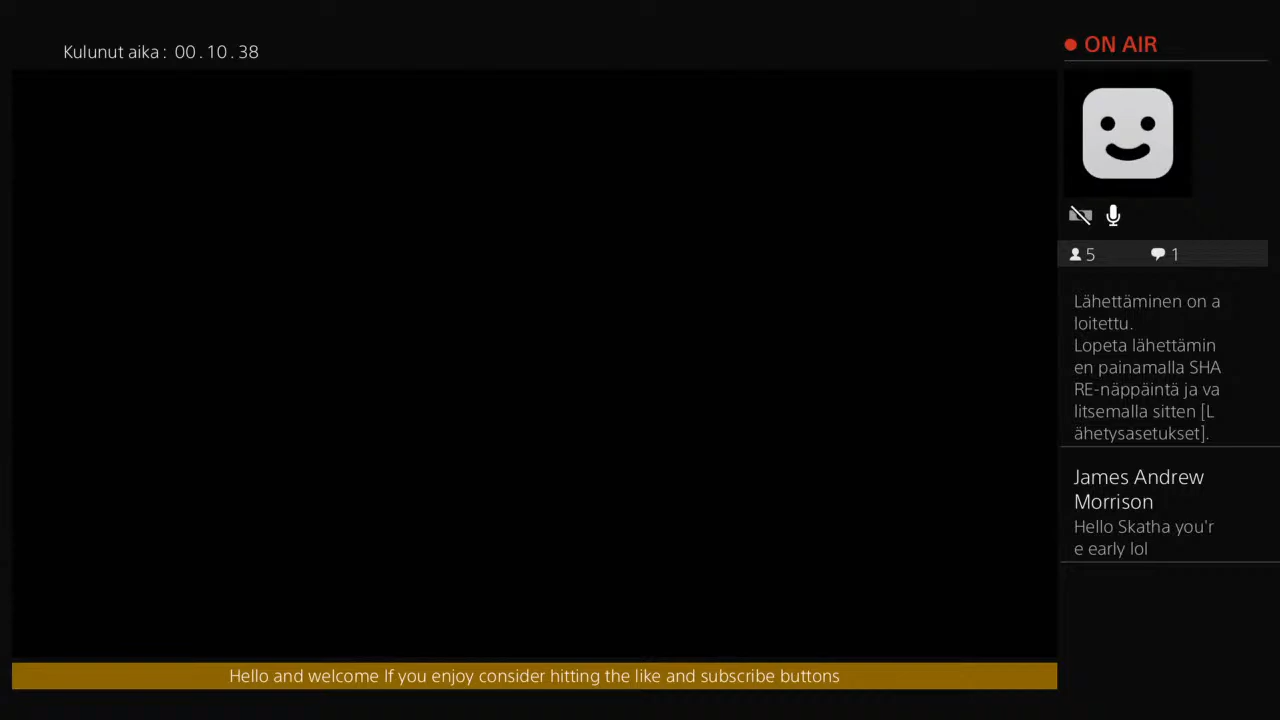 Kulunut aika : 00.10.38
ON AIR
5 1
Lähettäminen on a
loitettu.
Lopeta lähettämin
en painamalla SHA
RE-näppäintä ja va
litsemalla sitten [L
ähetysasetukset].
James Andrew
Morrison
Hello Skatha you'r
e early lol
Hello and welcome If you enjoy consider hitting the like and subscribe buttons